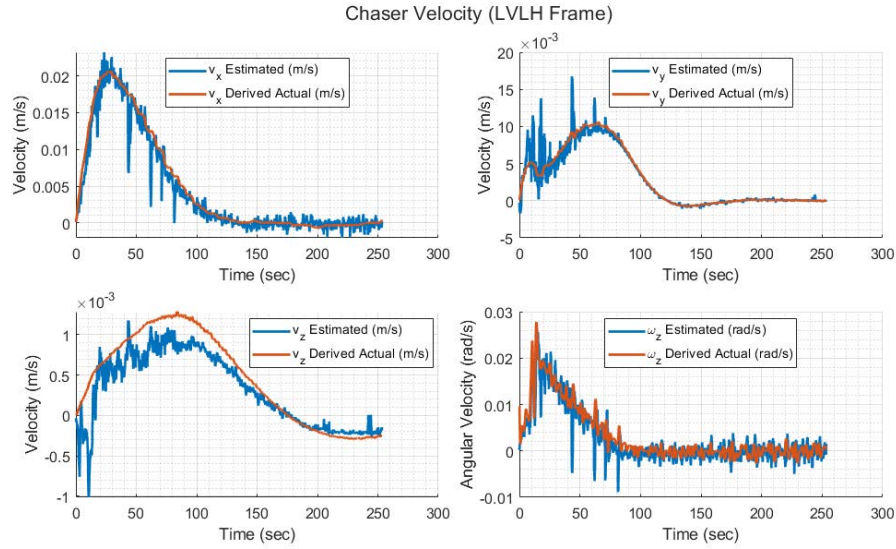 Chaser Velocity (LVLH Frame)
v_x Estimated (m/s)
v_x Derived Actual (m/s)
Velocity (m/s)
0.02
0.015
0.01
0.005
0
0 50 100 150 200 250 300
Time (sec)
×10^-3
v_y Estimated (m/s)
v_y Derived Actual (m/s)
Velocity (m/s)
20
15
10
5
0
-5
0 50 100 150 200 250 300
Time (sec)
×10^-3
v_z Estimated (m/s)
v_z Derived Actual (m/s)
Velocity (m/s)
1
0.5
0
-0.5
-1
0 50 100 150 200 250 300
Time (sec)
ω_z Estimated (rad/s)
ω_z Derived Actual (rad/s)
Angular Velocity (rad/s)
0.03
0.02
0.01
0
-0.01
0 50 100 150 200 250 300
Time (sec)